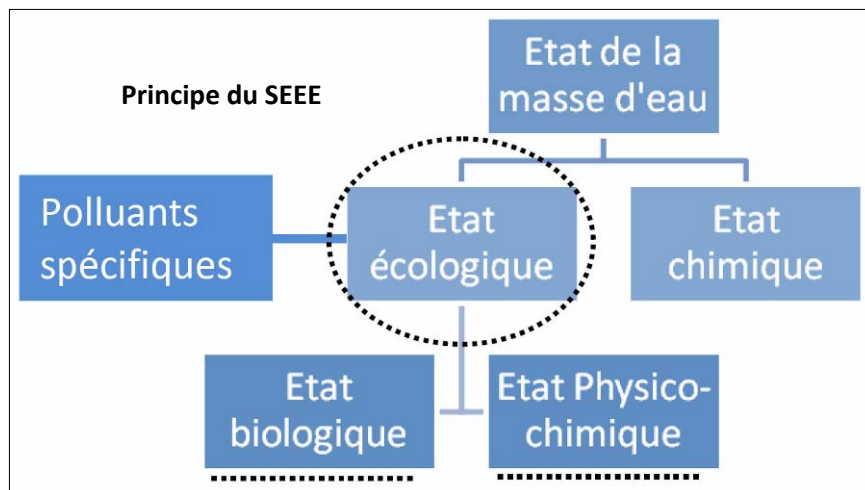 Principe du SEEE
Etat de la
masse d'eau
Polluants
spécifiques
Etat
écologique
Etat
chimique
Etat
biologique
Etat Physico-
chimique